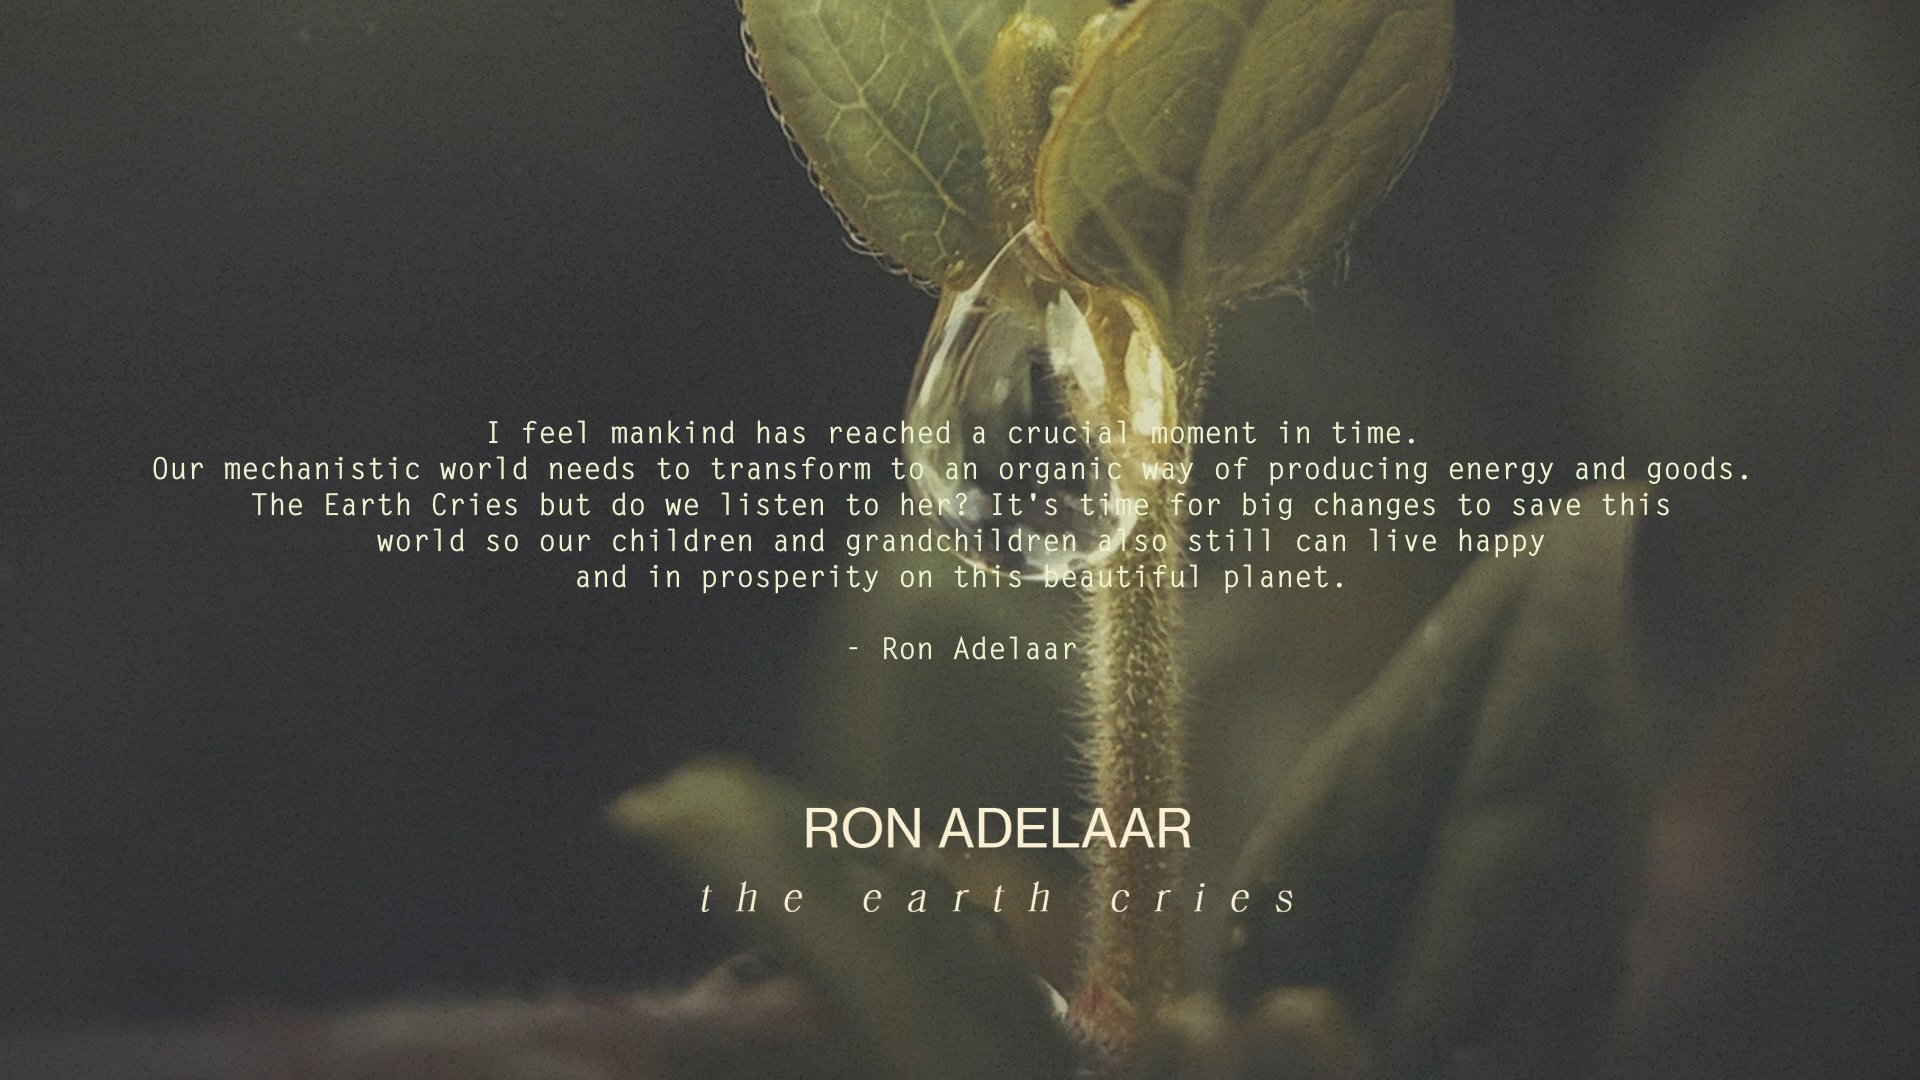 I feel mankind has reached a crucial moment in time.
Our mechanistic world needs to transform to an organic way of producing energy and goods.
The Earth Cries but do we listen to her? It's time for big changes to save this
world so our children and grandchildren also still can live happy
and in prosperity on this beautiful planet.
- Ron Adelaar
RON ADELAAR
the earth cries